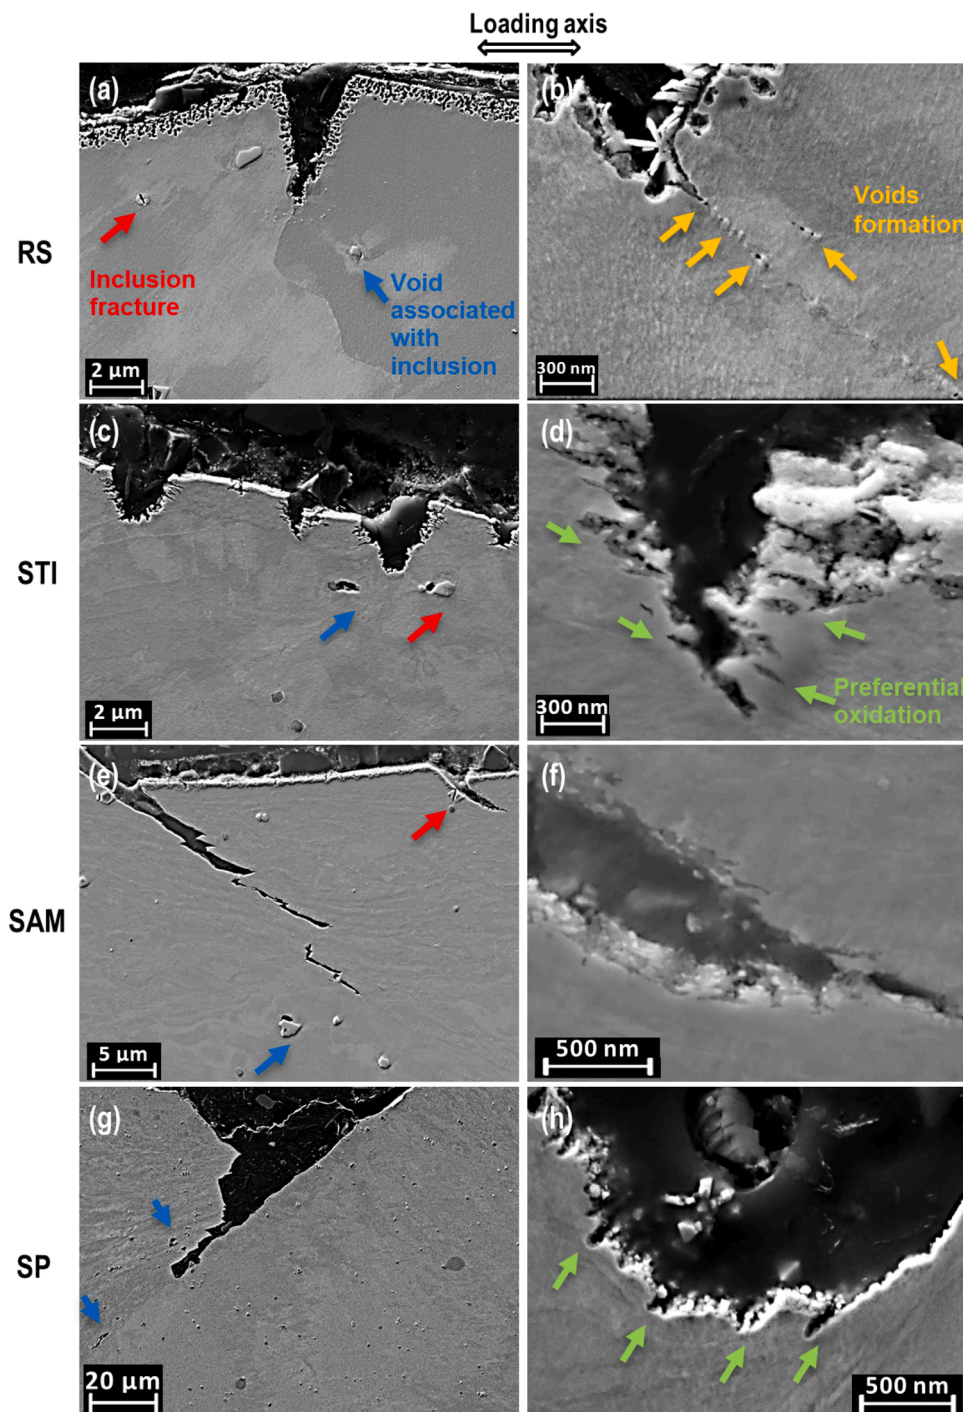 Loading axis
(a)
(b)
RS
Inclusion
fracture
Void
associated
with
inclusion
2 µm
Voids
formation
300 nm
(c)
(d)
STI
2 µm
Preferential
oxidation
300 nm
(e)
(f)
SAM
5 µm
500 nm
(g)
(h)
SP
20 µm
500 nm